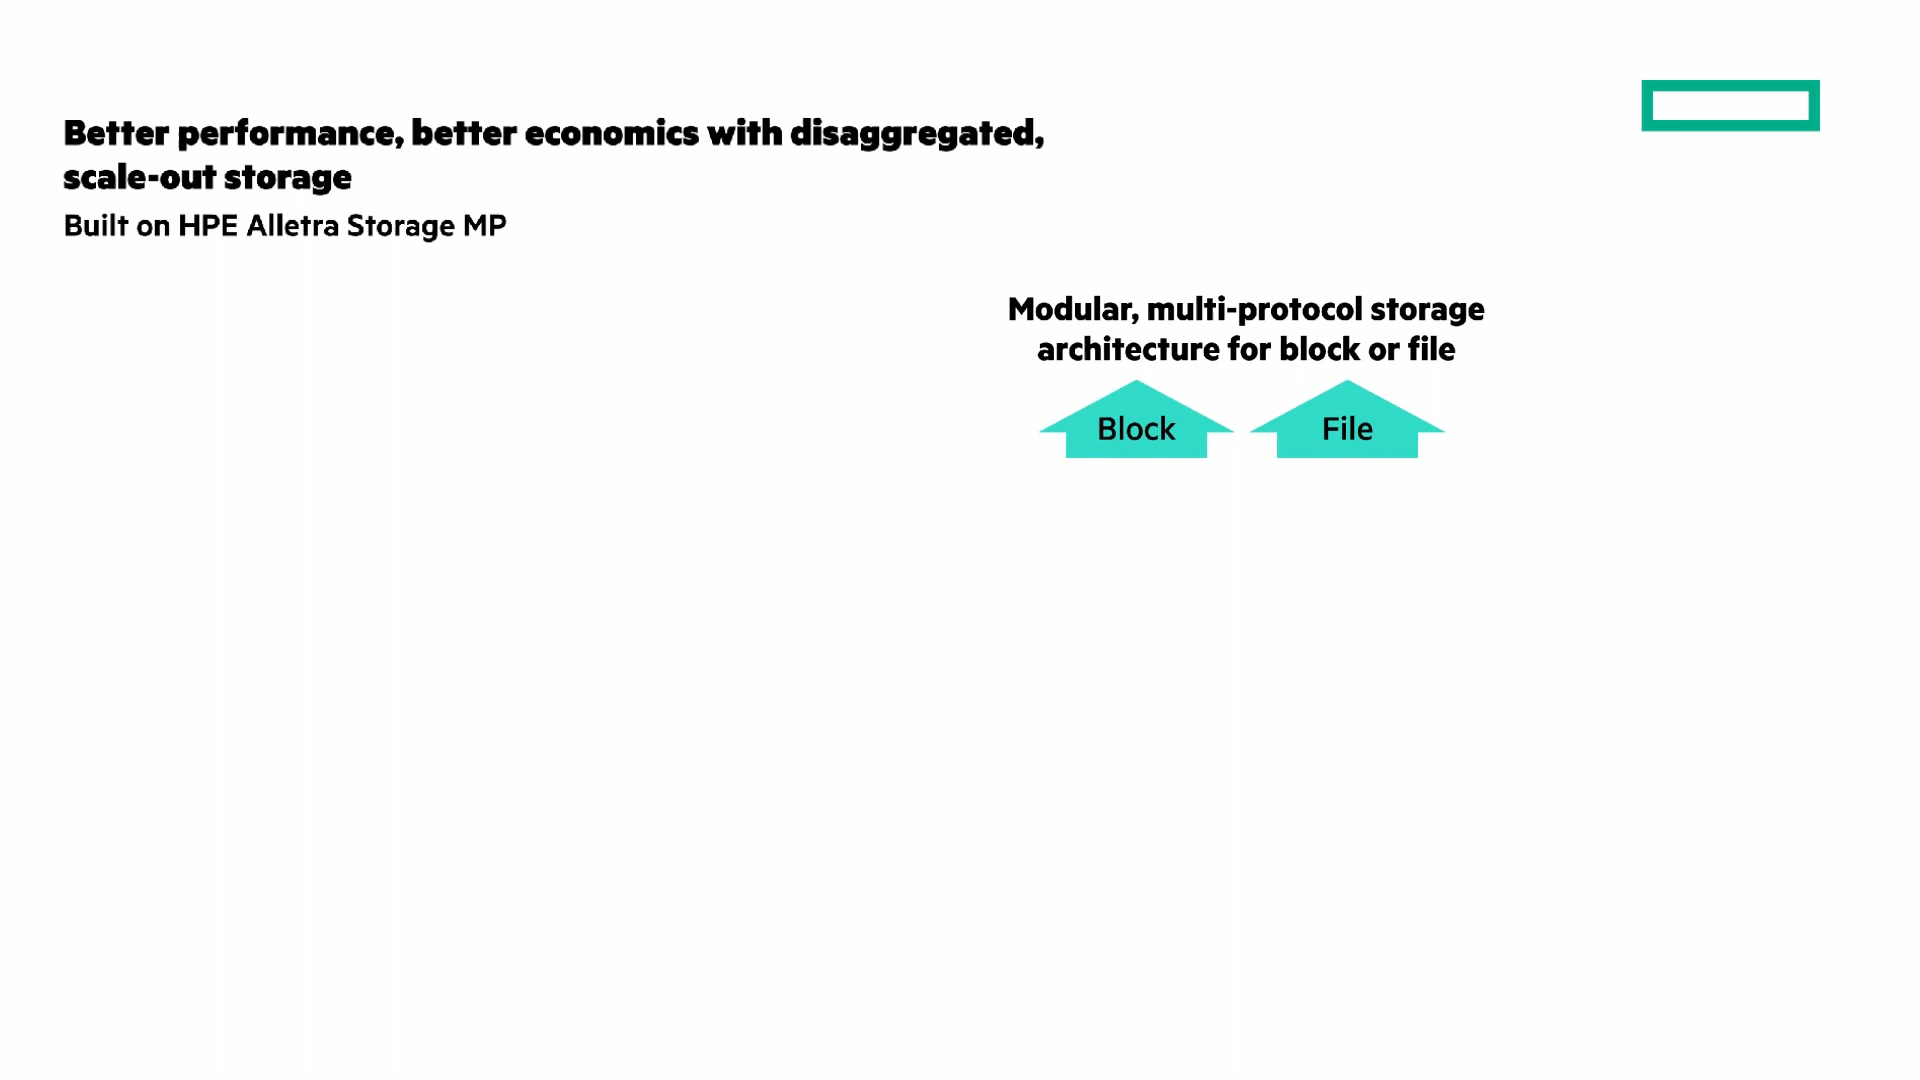 Better performance, better economics with disaggregated,
scale-out storage
Built on HPE Alletra Storage MP
Modular, multi-protocol storage
architecture for block or file
Block
File